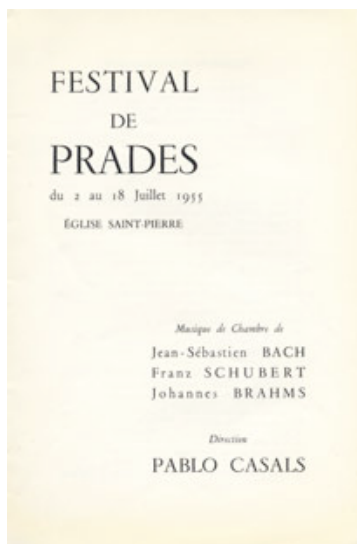 FESTIVAL
DE
PRADES
du 2 au 18 Juillet 1955
ÉGLISE SAINT-PIERRE
Musique de Chambre de
Jean-Sébastien BACH
Franz SCHUBERT
Johannes BRAHMS
Direction
PABLO CASALS